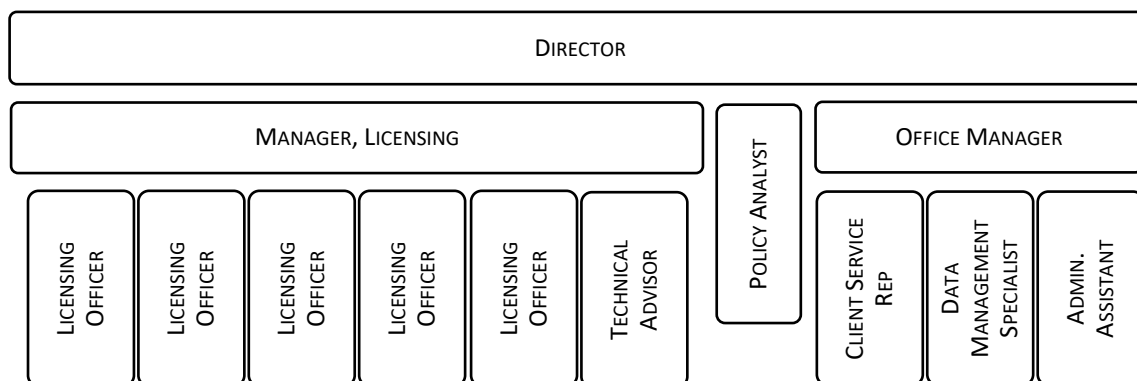 DIRECTOR
MANAGER, LICENSING
POLICY ANALYST
OFFICE MANAGER
LICENSING
OFFICER
LICENSING
OFFICER
LICENSING
OFFICER
LICENSING
OFFICER
LICENSING
OFFICER
TECHNICAL
ADVISOR
CLIENT SERVICE
REP
DATA
MANAGEMENT
SPECIALIST
ADMIN.
ASSISTANT